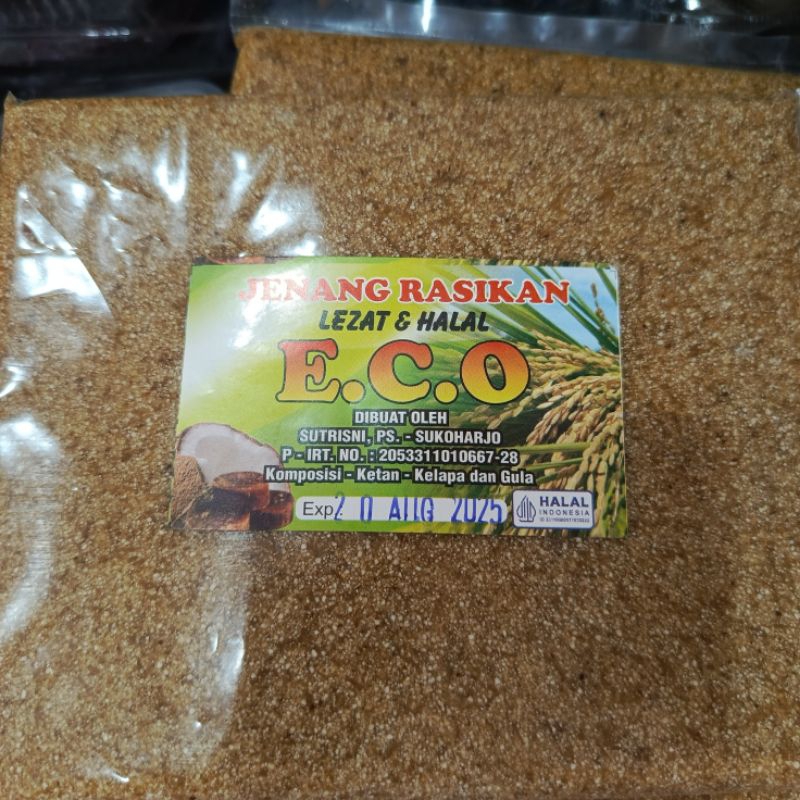 JENANG RASIKAN
LEZAT & HALAL
E.C.O
DIBUAT OLEH
SUTRISNI, PS. - SUKOHARJO
P - IRT. NO. : 2053311010667-28
Komposisi - Ketan - Kelapa dan Gula
Exp. 20 AUG 2025
HALAL
INDONESIA